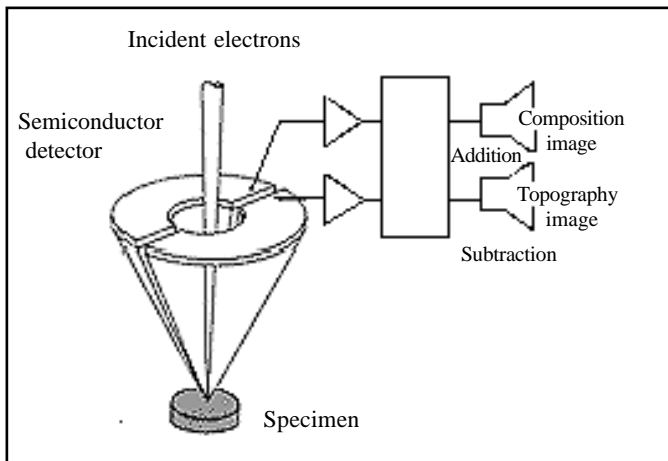 Incident electrons
Semiconductor
detector
Composition
image
Addition
Topography
image
Subtraction
Specimen